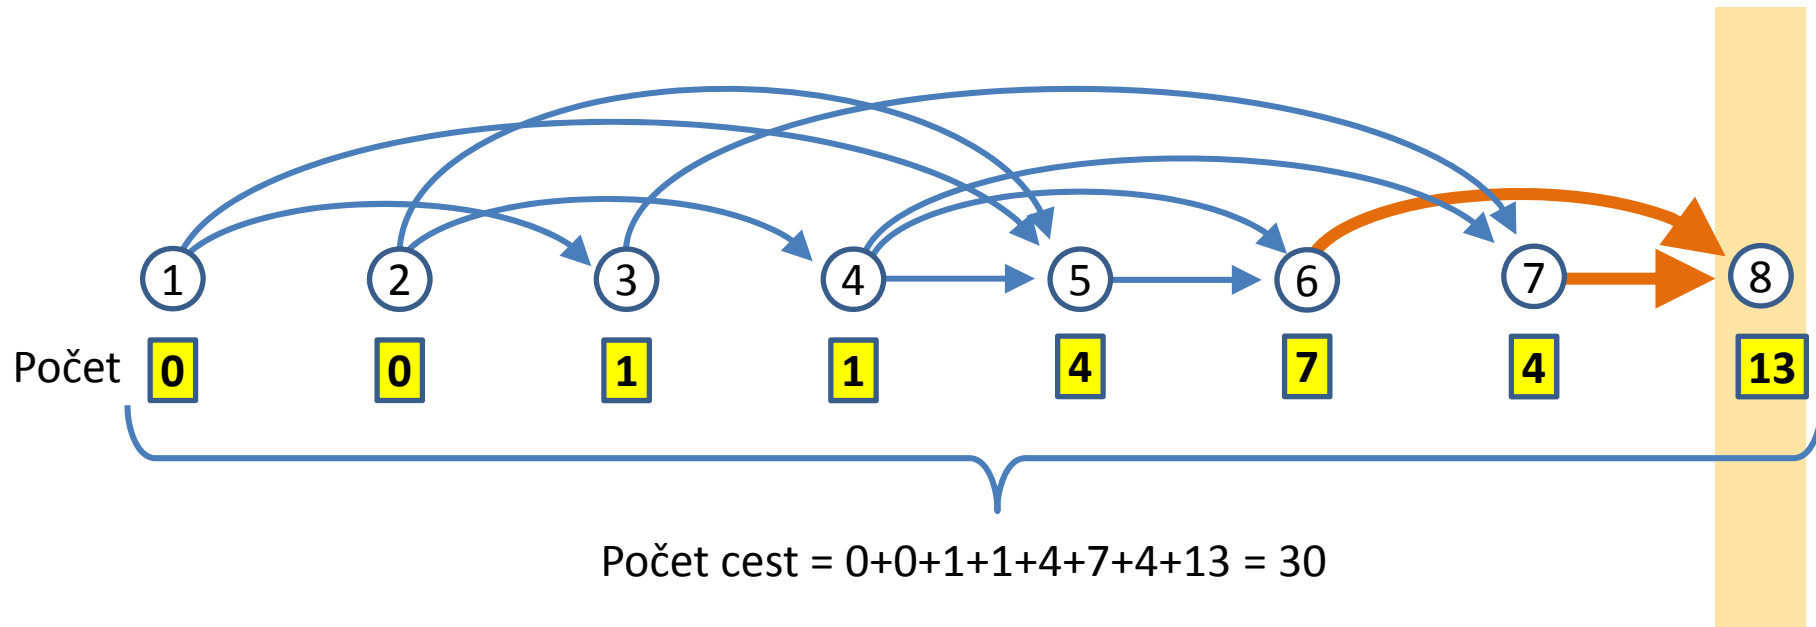 1 2 3 4 5 6 7 8
Počet 0 0 1 1 4 7 4 13
Počet cest = 0+0+1+1+4+7+4+13 = 30